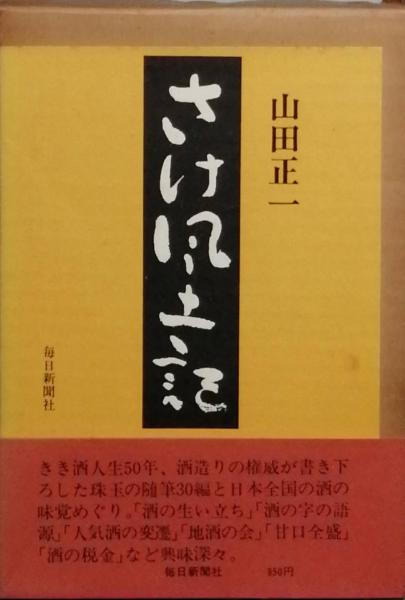 山田正一
さけ風土記
毎日新聞社
きき酒人生50年、酒造りの権威が書き下
ろした珠玉の随筆30編と日本全国の酒の
味覚めぐり。「酒の生い立ち」「酒の字の語
源」「人気酒の変遷」「地酒の会」「甘口全盛」
「酒の税金」など興味深々。
毎日新聞社 950円